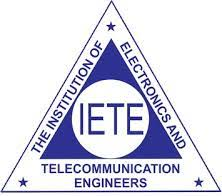 THE INSTITUTION OF
ELECTRONICS AND
TELECOMMUNICATION
ENGINEERS
IETE